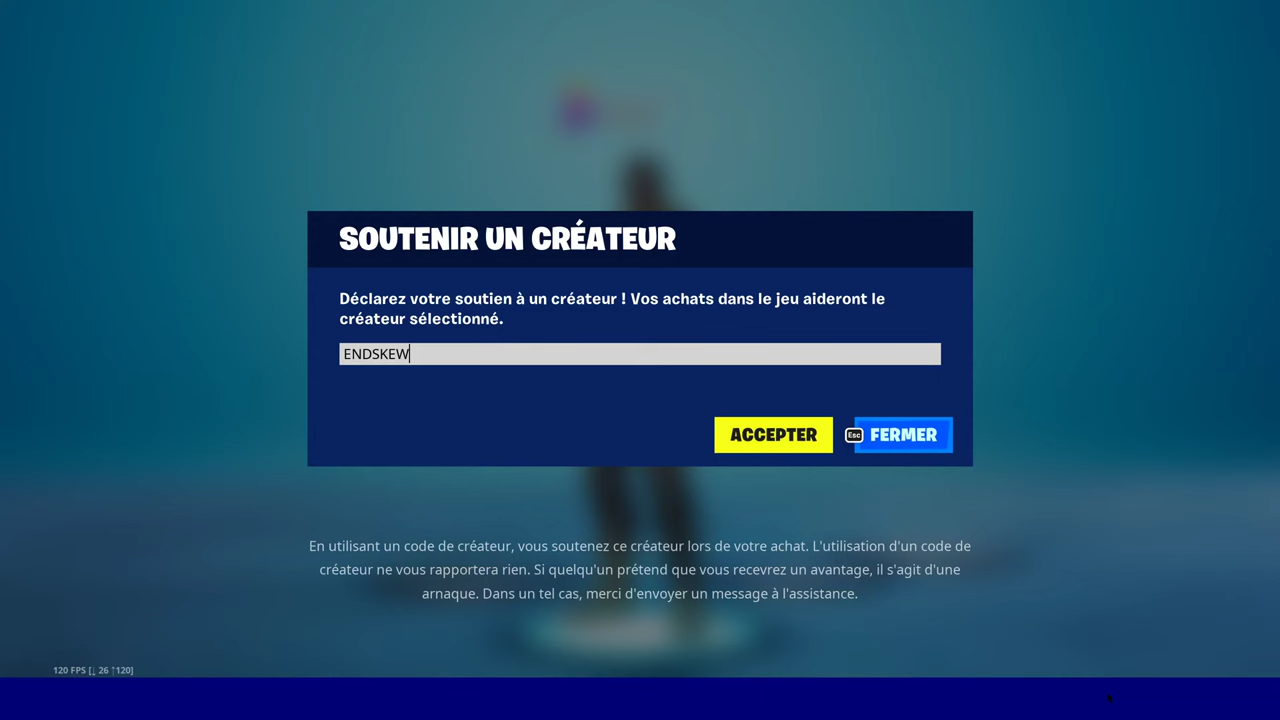 SOUTENIR UN CRÉATEUR
Déclarez votre soutien à un créateur ! Vos achats dans le jeu aideront le
créateur sélectionné.
ENDSKEW
ACCEPTER
Esc FERMER
En utilisant un code de créateur, vous soutenez ce créateur lors de votre achat. L'utilisation d'un code de
créateur ne vous rapportera rien. Si quelqu'un prétend que vous recevrez un avantage, il s'agit d'une
arnaque. Dans un tel cas, merci d'envoyer un message à l'assistance.
120 FPS [↓ 26 ↑120]